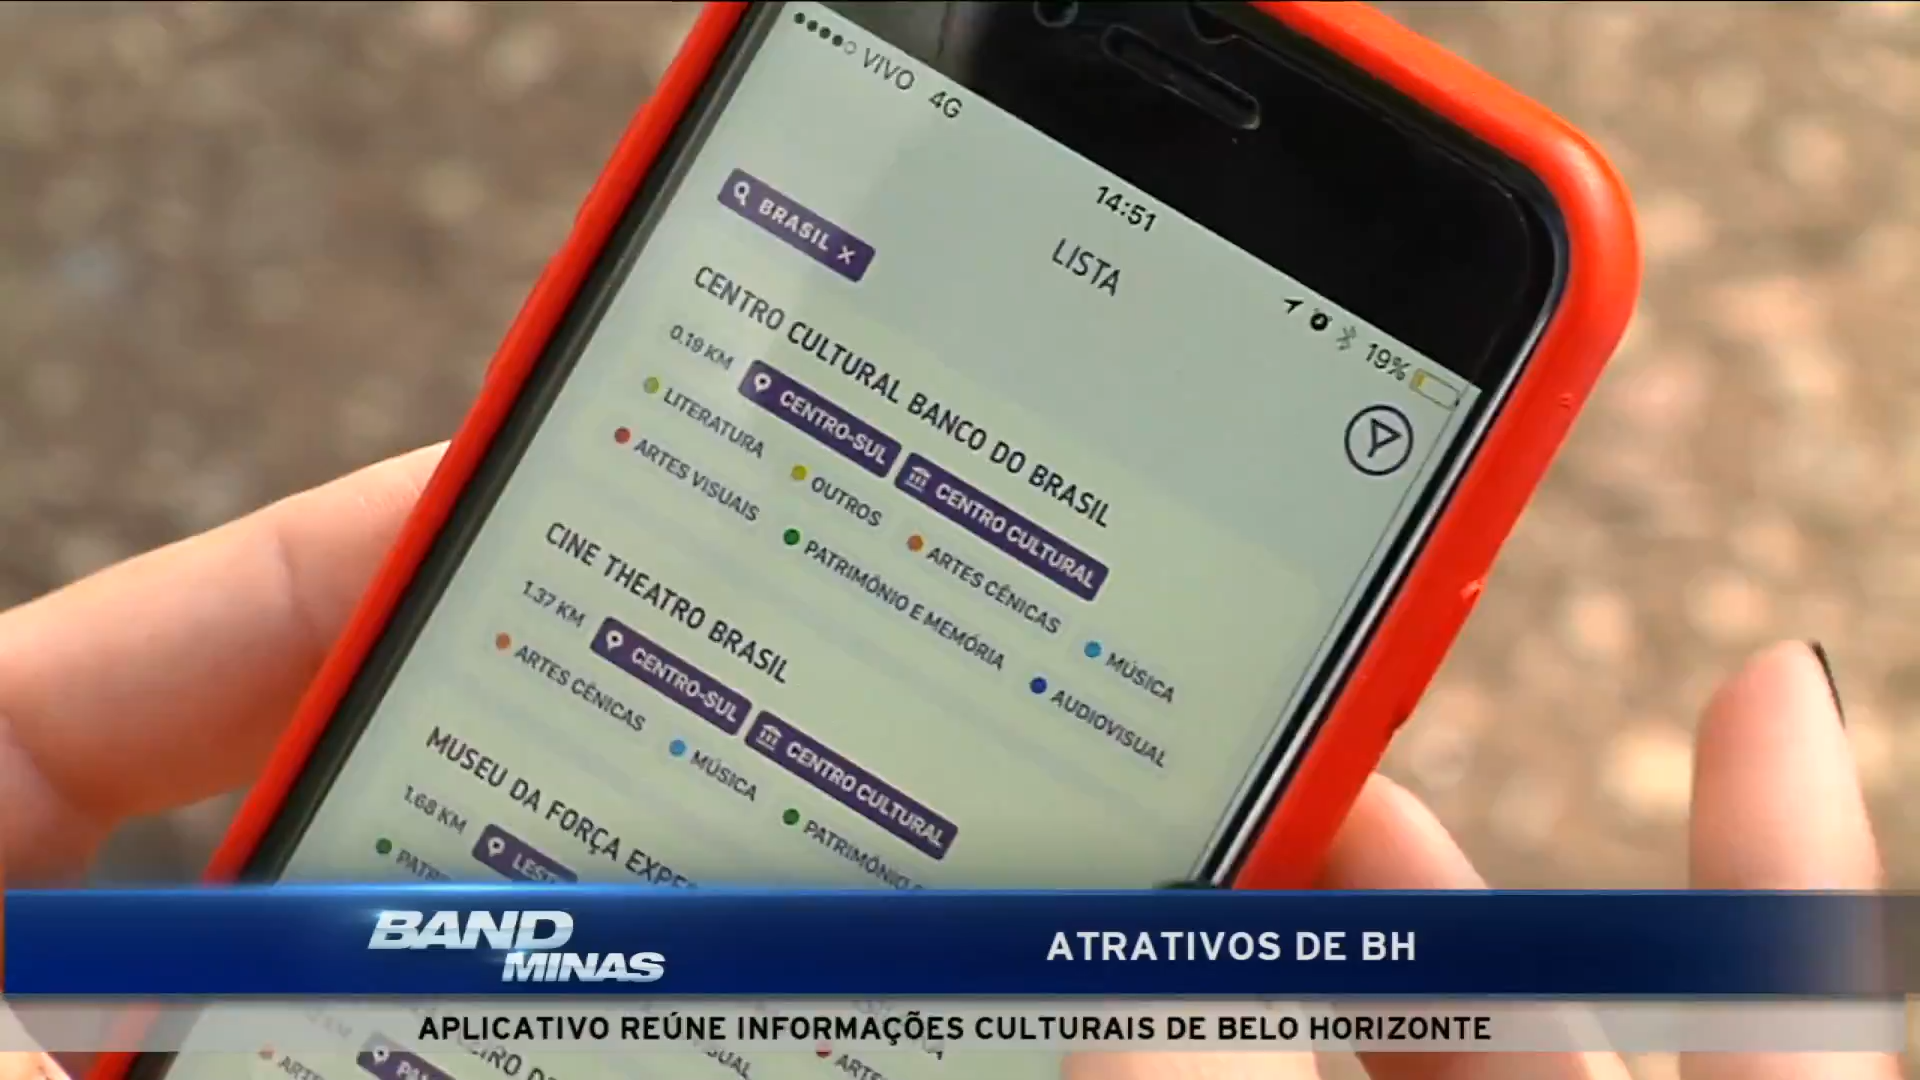 VIVO 4G
14:51
19%
LISTA
BRASIL X
CENTRO CULTURAL BANCO DO BRASIL
0.19 KM CENTRO-SUL CENTRO CULTURAL
LITERATURA OUTROS ARTES CÊNICAS MÚSICA
ARTES VISUAIS PATRIMÔNIO E MEMÓRIA AUDIOVISUAL
CINE THEATRO BRASIL
1.37 KM CENTRO-SUL CENTRO CULTURAL
ARTES CÊNICAS MÚSICA PATRIMÔNIO
MUSEU DA FORÇA
1.68 KM
BAND
MINAS
ATRATIVOS DE BH
APLICATIVO REÚNE INFORMAÇÕES CULTURAIS DE BELO HORIZONTE